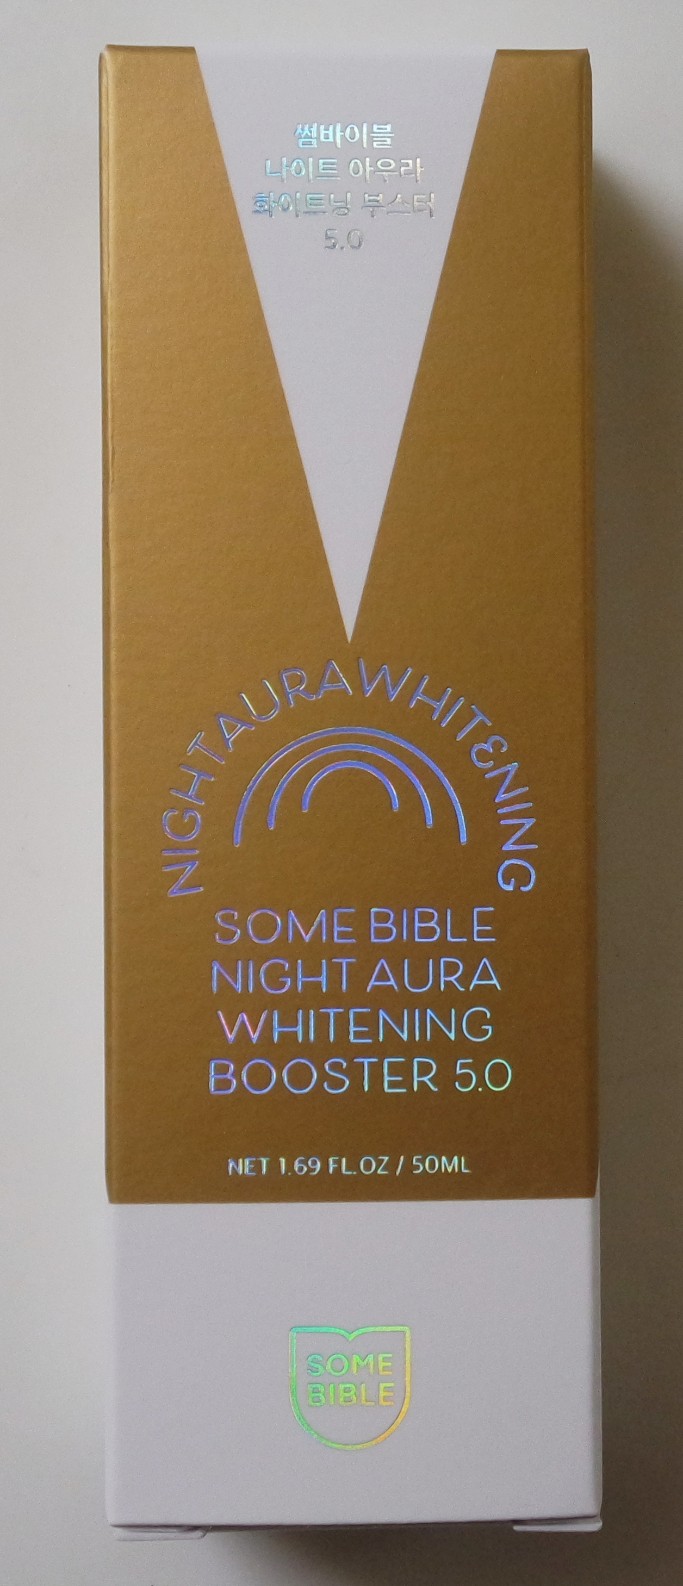 썸바이블
나이트 아우라
화이트닝 부스터
5.0
NIGHTAURAWHITENING
SOME BIBLE
NIGHT AURA
WHITENING
BOOSTER 5.0
NET 1.69 FL.OZ / 50ML
SOME
BIBLE